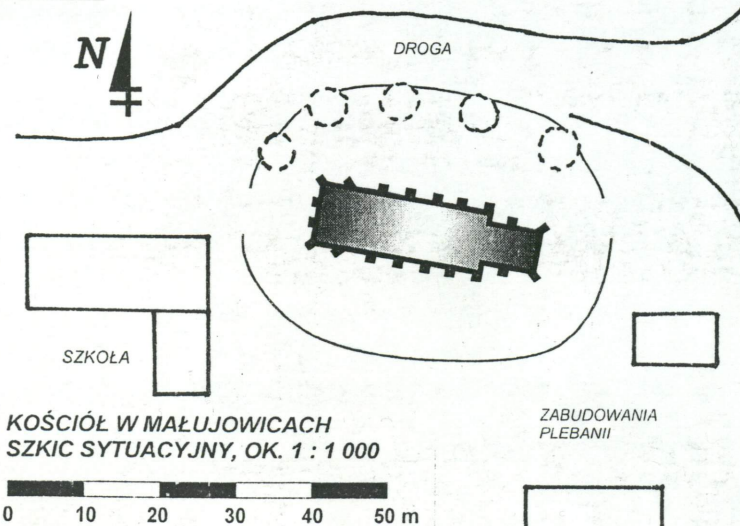 N
DROGA
SZKOŁA
KOŚCIÓŁ W MAŁUJOWICACH
SZKIC SYTUACYJNY, OK. 1 : 1 000
0 10 20 30 40 50 m
ZABUDOWANIA
PLEBANII